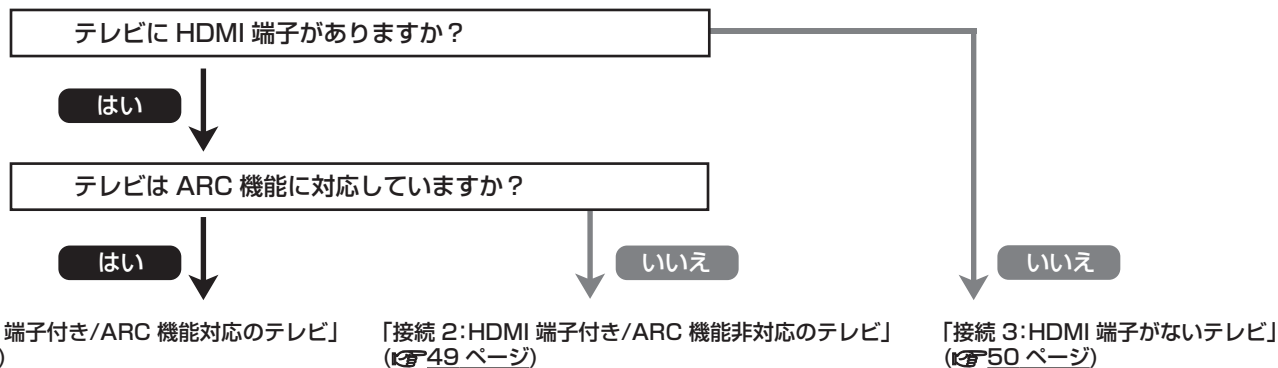 テレビに HDMI 端子がありますか？
はい
テレビは ARC 機能に対応していますか？
はい
いいえ
いいえ
端子付き/ARC 機能対応のテレビ」
)
「接続 2：HDMI 端子付き/ARC 機能非対応のテレビ」
(☞49 ページ)
「接続 3：HDMI 端子がないテレビ」
(☞50 ページ)